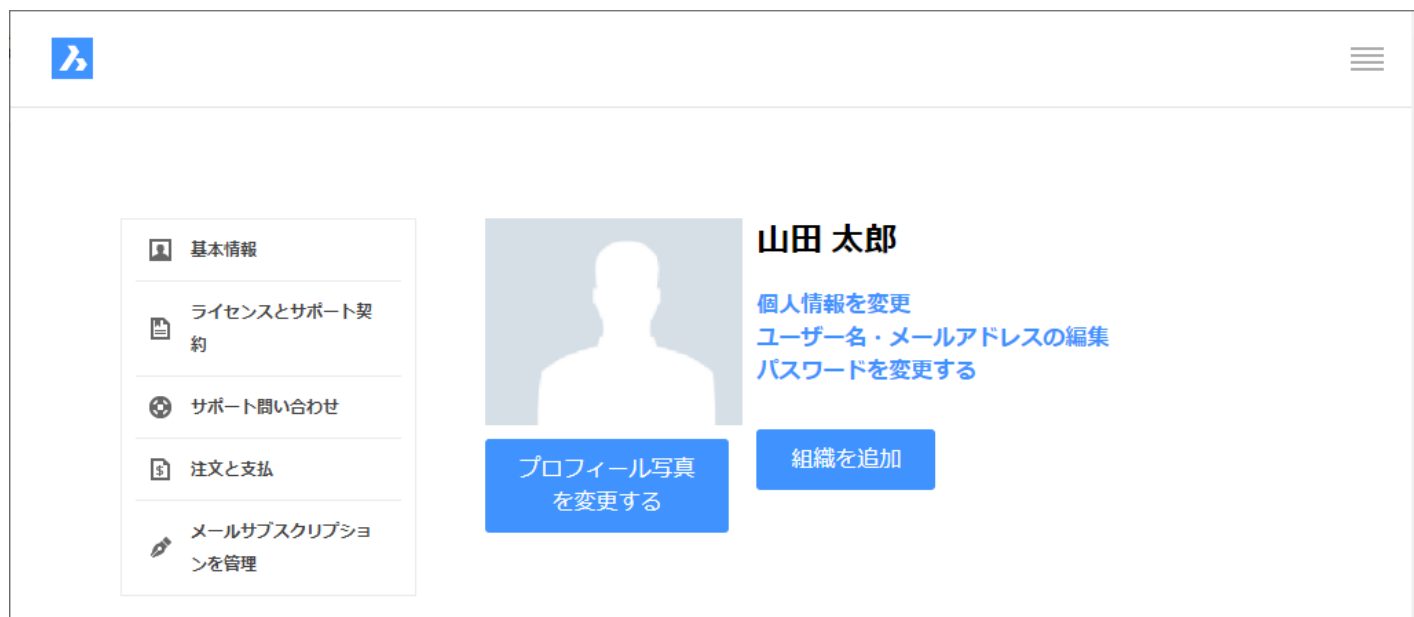 基本情報
ライセンスとサポート契
約
サポート問い合わせ
注文と支払
メールサブスクリプショ
ンを管理
山田 太郎
個人情報を変更
ユーザー名・メールアドレスの編集
パスワードを変更する
プロフィール写真
を変更する
組織を追加